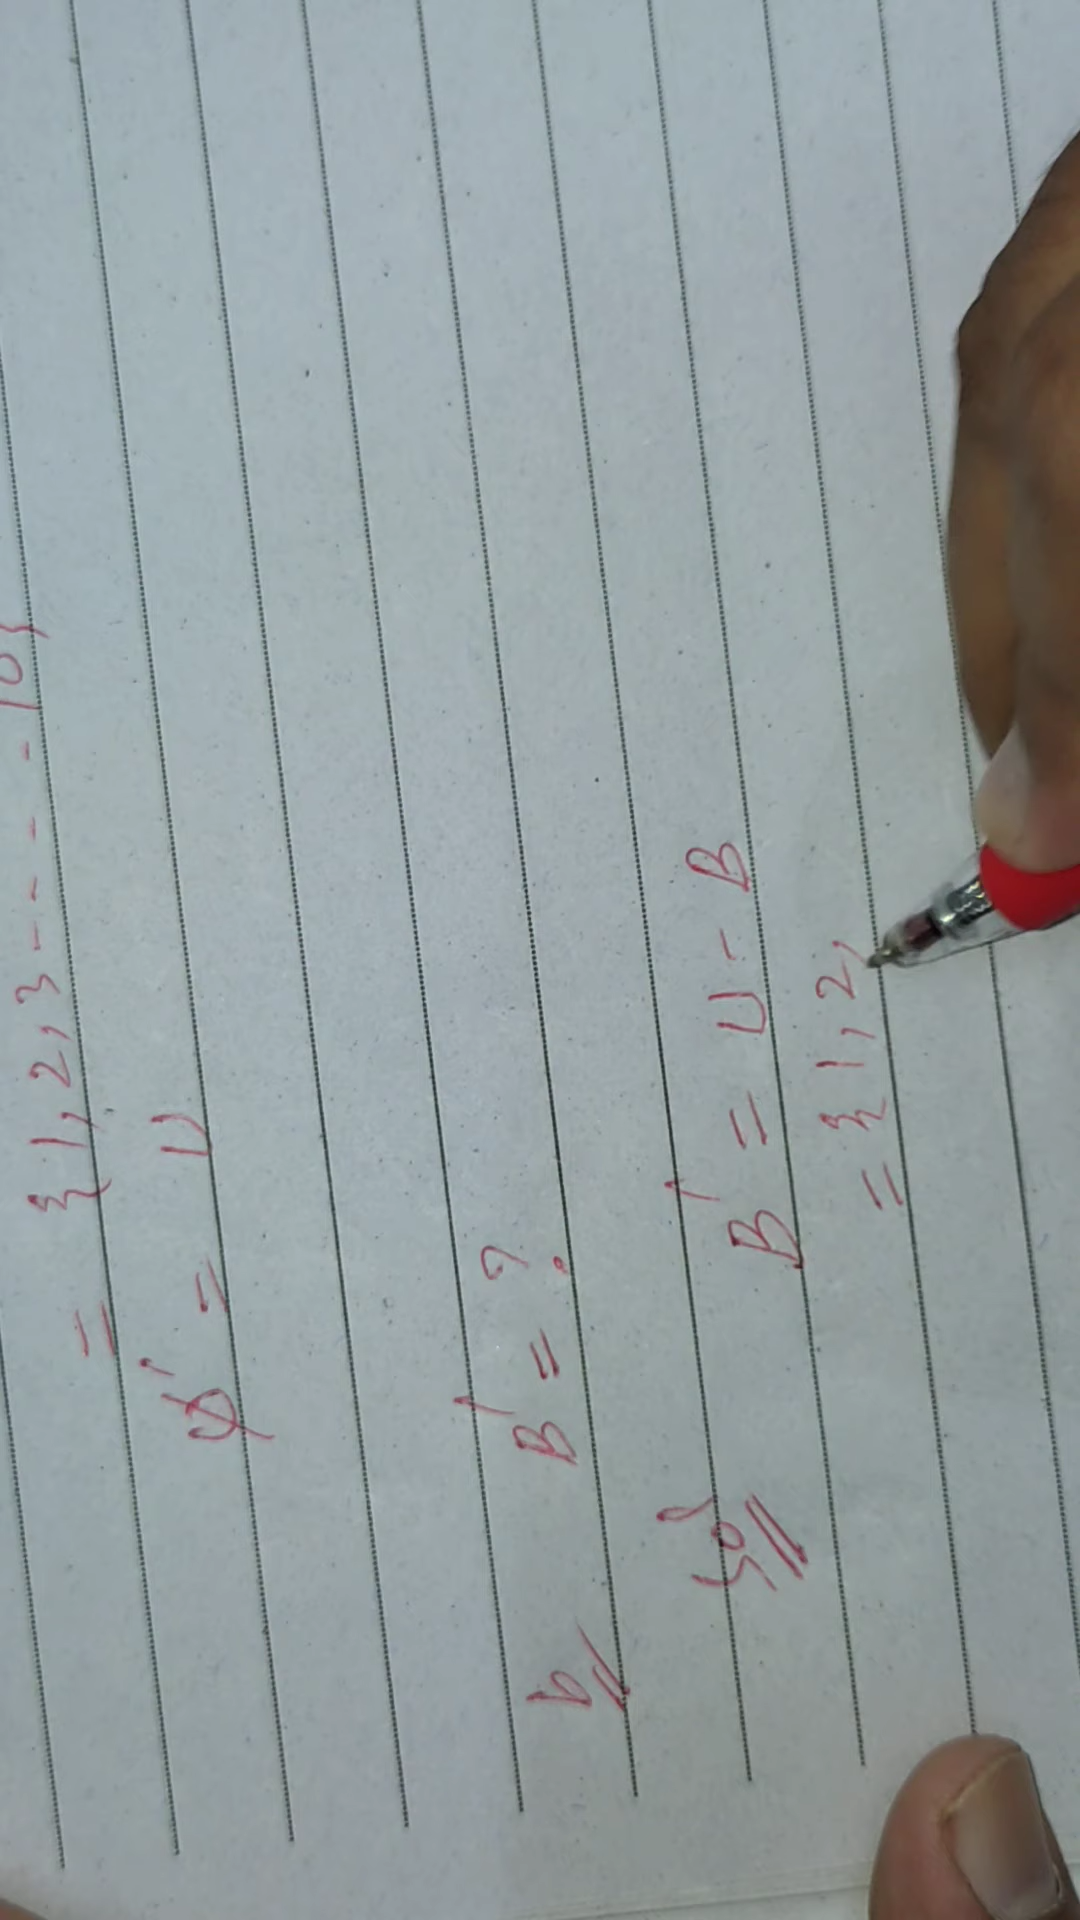 = {1, 2, 3 - - - - 10}
φ' = U
b B' = ?
Sol B' = U - B
= {1, 2,